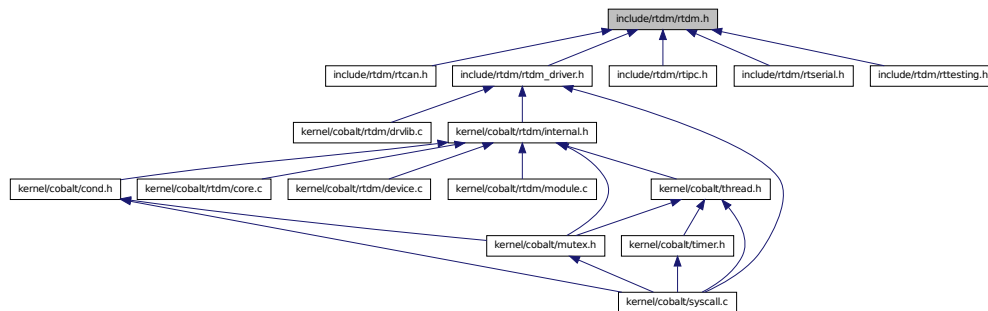 include/rtdm/rtdm.h
include/rtdm/rtcan.h
include/rtdm/rtdm_driver.h
include/rtdm/rtipc.h
include/rtdm/rtserial.h
include/rtdm/rttesting.h
kernel/cobalt/rtdm/drvlib.c
kernel/cobalt/rtdm/internal.h
kernel/cobalt/cond.h
kernel/cobalt/rtdm/core.c
kernel/cobalt/rtdm/device.c
kernel/cobalt/rtdm/module.c
kernel/cobalt/thread.h
kernel/cobalt/mutex.h
kernel/cobalt/timer.h
kernel/cobalt/syscall.c